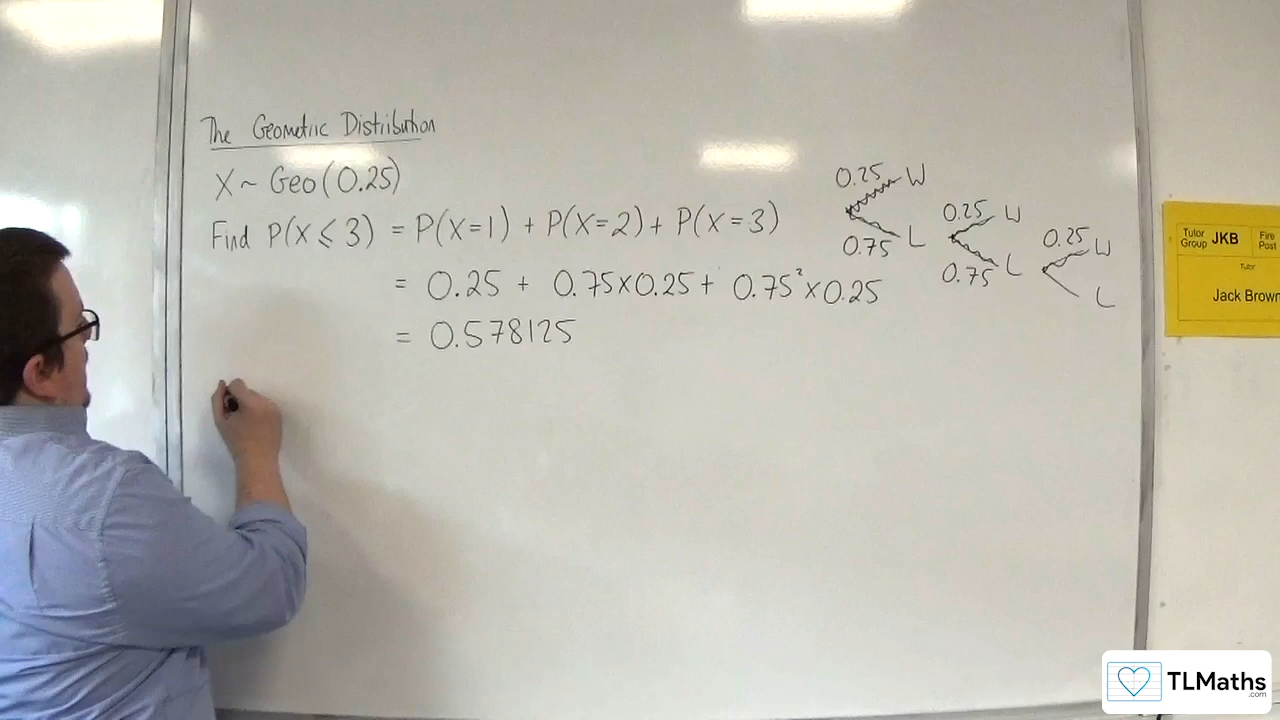 The Geometric Distribution
X ~ Geo(0.25)
Find P(X ⩽ 3) = P(X=1) + P(X=2) + P(X=3)
= 0.25 + 0.75×0.25 + 0.75²×0.25
= 0.578125
0.25 W
0.75 L
0.25 W
0.75 L
0.25 W
L
Tutor Group JKB Fire Post
Tutor
Jack Brown
TLMaths.com